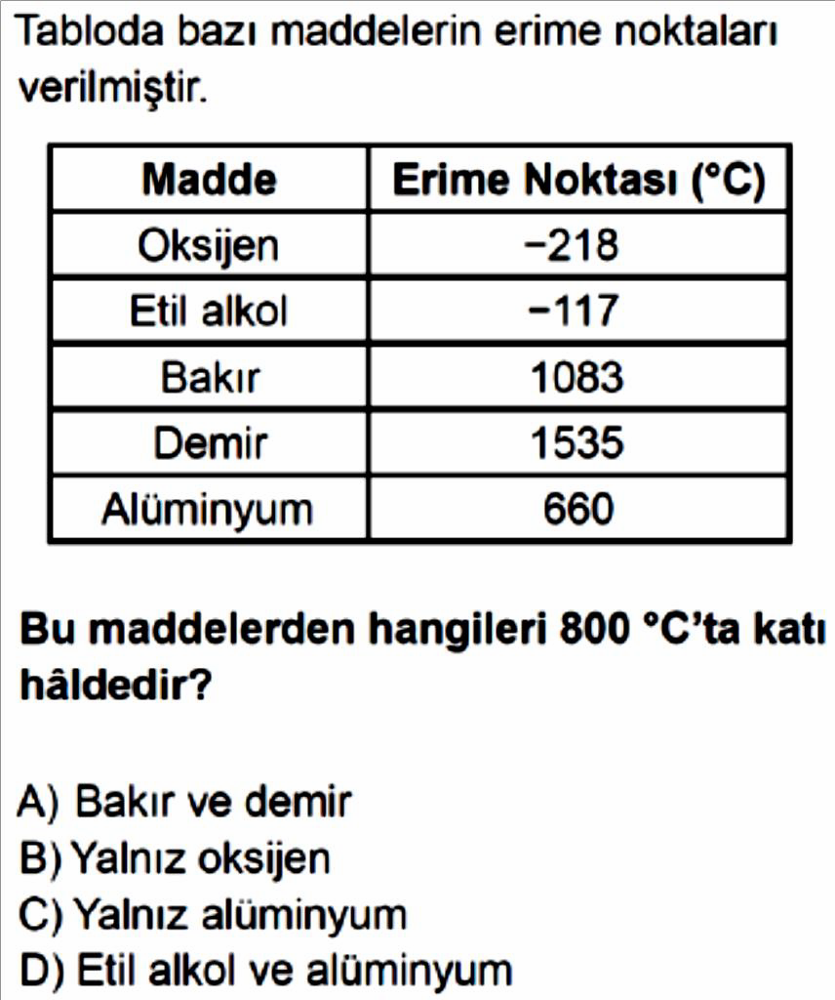 Tabloda bazı maddelerin erime noktaları
verilmiştir.
Madde Erime Noktası (°C)
Oksijen −218
Etil alkol −117
Bakır 1083
Demir 1535
Alüminyum 660
Bu maddelerden hangileri 800 °C’ta katı
hâldedir?
A) Bakır ve demir
B) Yalnız oksijen
C) Yalnız alüminyum
D) Etil alkol ve alüminyum